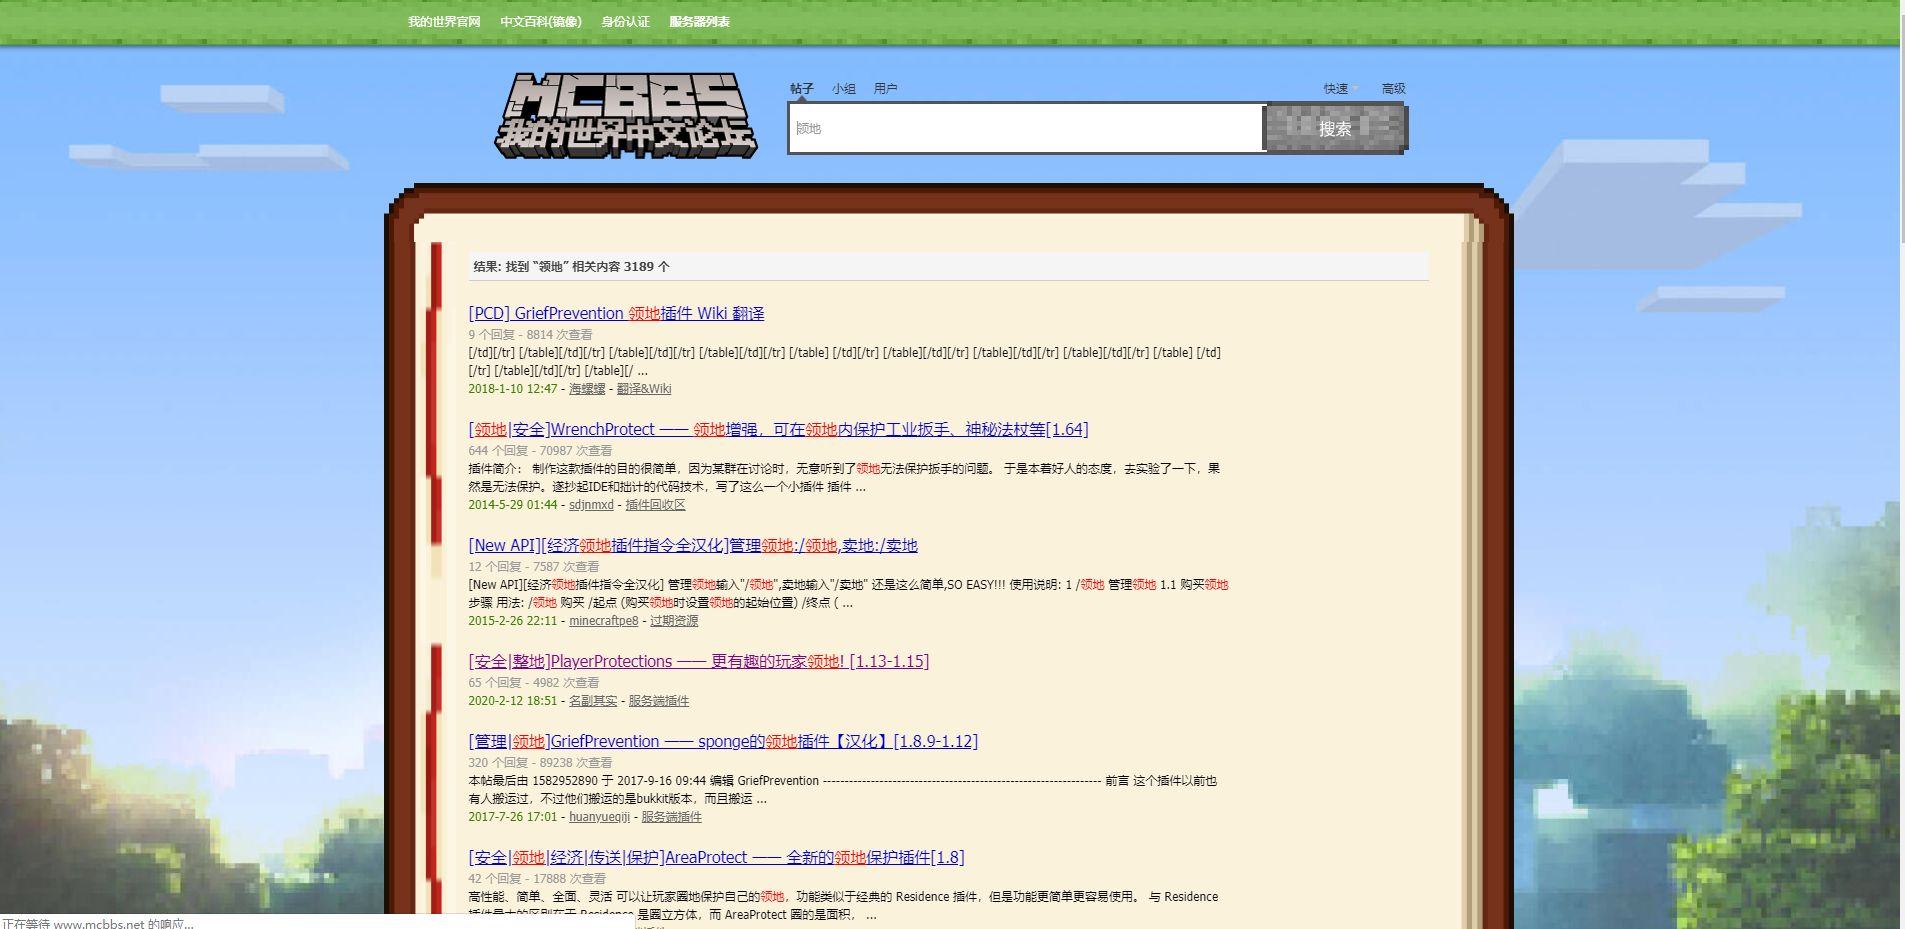 我的世界官网 中文百科(镜像) 身份认证 服务器列表
MCBBS
我的世界中文论坛
帖子 小组 用户 快速 高级
领地 搜索
结果: 找到 “领地” 相关内容 3189 个
[PCD] GriefPrevention 领地插件 Wiki 翻译
9 个回复 - 8814 次查看
[/td][/tr] [/table][/td][/tr] [/table][/td][/tr] [/table][/td][/tr] [/table] [/td][/tr] [/table][/td][/tr] [/table][/td][/tr] [/table][/td][/tr] [/table] [/td]
[/tr] [/table][/td][/tr] [/table][/ ...
2018-1-10 12:47 - 海螺螺 - 翻译&Wiki
[领地|安全]WrenchProtect —— 领地增强，可在领地内保护工业扳手、神秘法杖等[1.64]
644 个回复 - 70987 次查看
插件简介： 制作这款插件的目的很简单，因为某群在讨论时，无意听到了领地无法保护扳手的问题。 于是本着好人的态度，去实验了一下，果
然是无法保护。遂抄起IDE和拙计的代码技术，写了这么一个小插件 插件 ...
2014-5-29 01:44 - sdjnmxd - 插件回收区
[New API][经济领地插件指令全汉化]管理领地:/领地,卖地:/卖地
12 个回复 - 7587 次查看
[New API][经济领地插件指令全汉化] 管理领地输入"/领地",卖地输入"/卖地" 还是这么简单,SO EASY!!! 使用说明: 1 /领地 管理领地 1.1 购买领地
步骤 用法: /领地 购买 /起点 (购买领地时设置领地的起始位置) /终点 ( ...
2015-2-26 22:11 - minecraftpe8 - 过期资源
[安全|整地]PlayerProtections —— 更有趣的玩家领地! [1.13-1.15]
65 个回复 - 4982 次查看
2020-2-12 18:51 - 名副其实 - 服务端插件
[管理|领地]GriefPrevention —— sponge的领地插件【汉化】[1.8.9-1.12]
320 个回复 - 89238 次查看
本帖最后由 1582952890 于 2017-9-16 09:44 编辑 GriefPrevention ---------------------------------------------------------------- 前言 这个插件以前也
有人搬运过，不过他们搬运的是bukkit版本，而且搬运 ...
2017-7-26 17:01 - huanyueqiji - 服务端插件
[安全|领地|经济|传送|保护]AreaProtect —— 全新的领地保护插件[1.8]
42 个回复 - 17888 次查看
高性能、简单、全面、灵活 可以让玩家圈地保护自己的领地，功能类似于经典的 Residence 插件，但是功能更简单更容易使用。 与 Residence
插件最大的区别在于 Residence 是圈立方体，而 AreaProtect 圈的是面积， ...
正在等待 www.mcbbs.net 的响应...